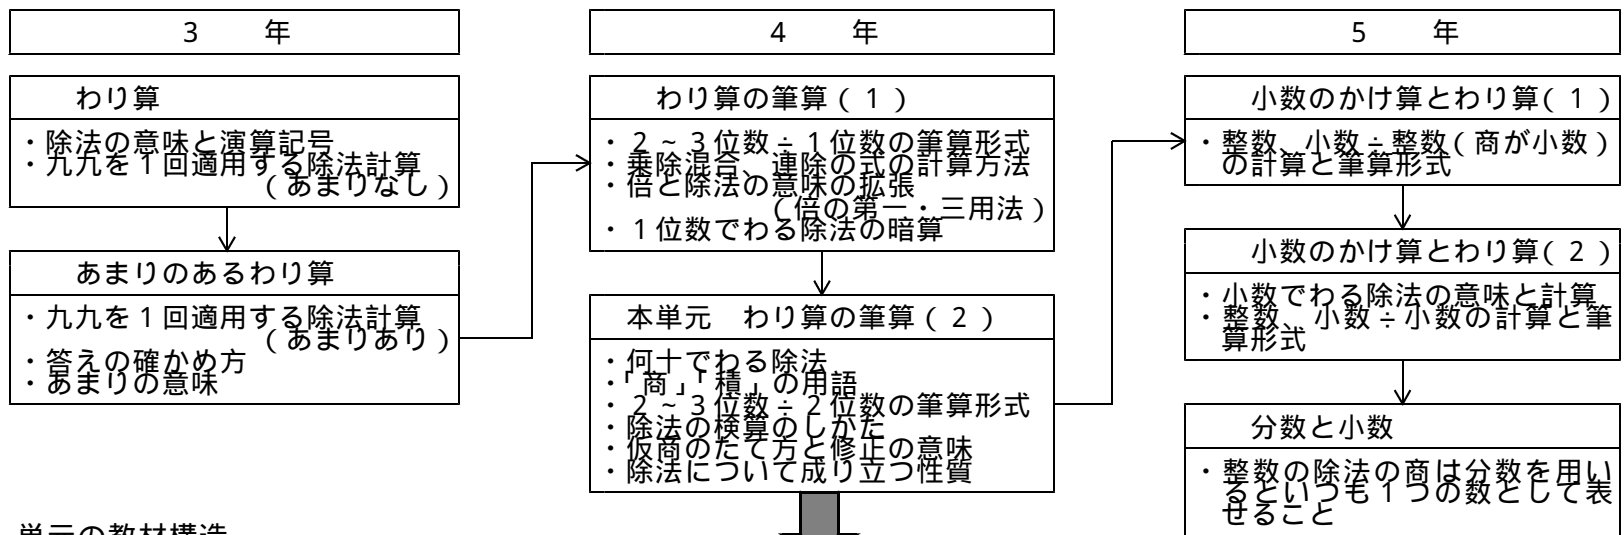 3　年
わり算
・除法の意味と演算記号
・九九を1回適用する除法計算
(あまりなし)
あまりのあるわり算
・九九を1回適用する除法計算
(あまりあり)
・答えの確かめ方
・あまりの意味
4　年
わり算の筆算(1)
・2~3位数÷1位数の筆算形式
・乗除混合、連除の式の計算方法
・倍と除法の意味の拡張
(倍の第一・三用法)
・1位数でわる除法の暗算
本単元　わり算の筆算(2)
・何十でわる除法
・「商」「積」の用語
・2~3位数÷2位数の筆算形式
・除法の検算のしかた
・仮商のたて方と修正の意味
・除法について成り立つ性質
5　年
小数のかけ算とわり算(1)
・整数、小数÷整数(商が小数)
の計算と筆算形式
小数のかけ算とわり算(2)
・小数でわる除法の意味と計算
・整数、小数÷小数の計算と筆
算形式
分数と小数
・整数の除法の商は分数を用い
るといつも1つの数として表
せること
単元の教材構造